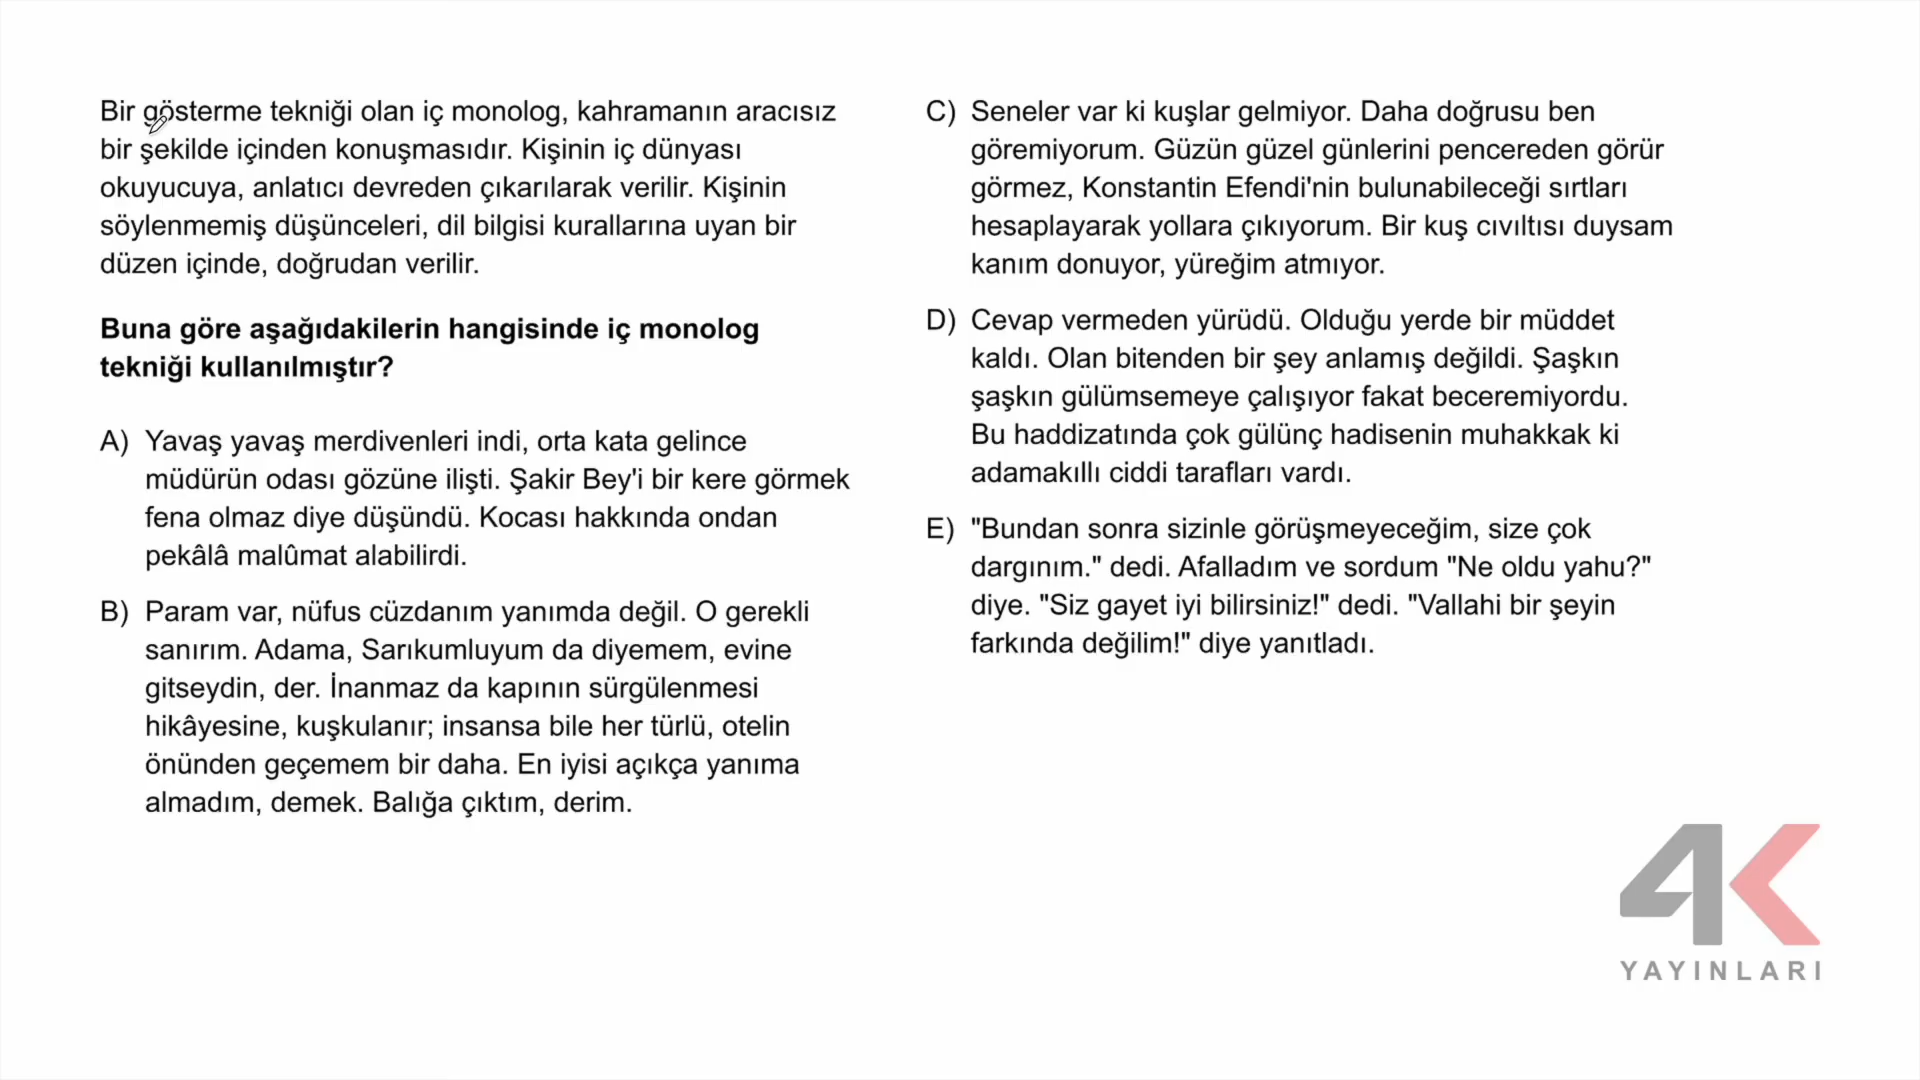 Bir gösterme tekniği olan iç monolog, kahramanın aracısız
bir şekilde içinden konuşmasıdır. Kişinin iç dünyası
okuyucuya, anlatıcı devreden çıkarılarak verilir. Kişinin
söylenmemiş düşünceleri, dil bilgisi kurallarına uyan bir
düzen içinde, doğrudan verilir.
Buna göre aşağıdakilerin hangisinde iç monolog
tekniği kullanılmıştır?
A) Yavaş yavaş merdivenleri indi, orta kata gelince
müdürün odası gözüne ilişti. Şakir Bey'i bir kere görmek
fena olmaz diye düşündü. Kocası hakkında ondan
pekâlâ malûmat alabilirdi.
B) Param var, nüfus cüzdanım yanımda değil. O gerekli
sanırım. Adama, Sarıkumluyum da diyemem, evine
gitseydin, der. İnanmaz da kapının sürgülenmesi
hikâyesine, kuşkulanır; insansa bile her türlü, otelin
önünden geçemem bir daha. En iyisi açıkça yanıma
almadım, demek. Balığa çıktım, derim.
C) Seneler var ki kuşlar gelmiyor. Daha doğrusu ben
göremiyorum. Güzün güzel günlerini pencereden görür
görmez, Konstantin Efendi'nin bulunabileceği sırtları
hesaplayarak yollara çıkıyorum. Bir kuş cıvıltısı duysam
kanım donuyor, yüreğim atmıyor.
D) Cevap vermeden yürüdü. Olduğu yerde bir müddet
kaldı. Olan bitenden bir şey anlamış değildi. Şaşkın
şaşkın gülümsemeye çalışıyor fakat beceremiyordu.
Bu haddizatında çok gülünç hadisenin muhakkak ki
adamakıllı ciddi tarafları vardı.
E) "Bundan sonra sizinle görüşmeyeceğim, size çok
dargınım." dedi. Afalladım ve sordum "Ne oldu yahu?"
diye. "Siz gayet iyi bilirsiniz!" dedi. "Vallahi bir şeyin
farkında değilim!" diye yanıtladı.
4K
YAYINLARI